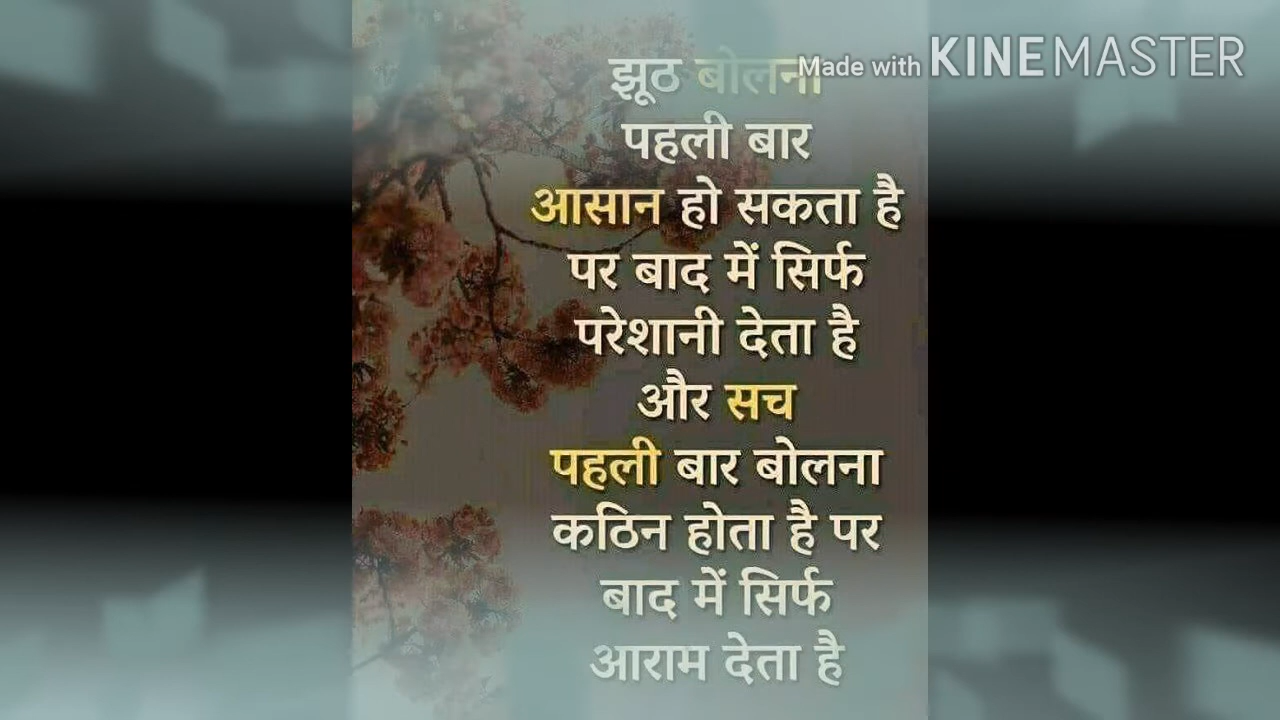 Made with KINEMASTER
झूठ बोलना
पहली बार
आसान हो सकता है
पर बाद में सिर्फ
परेशानी देता है
और सच
पहली बार बोलना
कठिन होता है पर
बाद में सिर्फ
आराम देता है